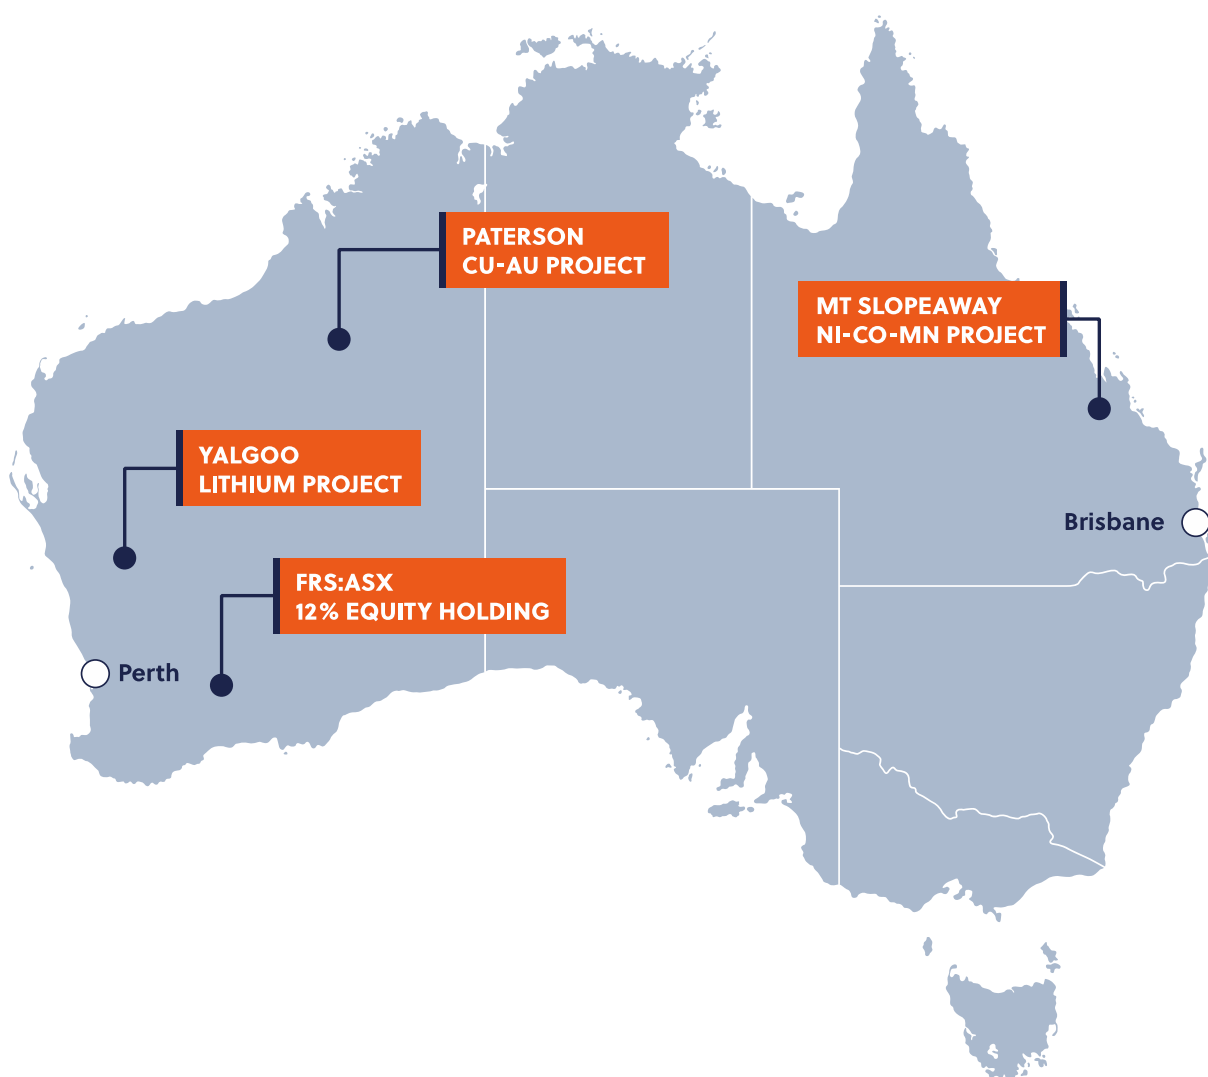 PATERSON
CU-AU PROJECT
MT SLOPEAWAY
NI-CO-MN PROJECT
YALGOO
LITHIUM PROJECT
Brisbane
FRS:ASX
12% EQUITY HOLDING
Perth